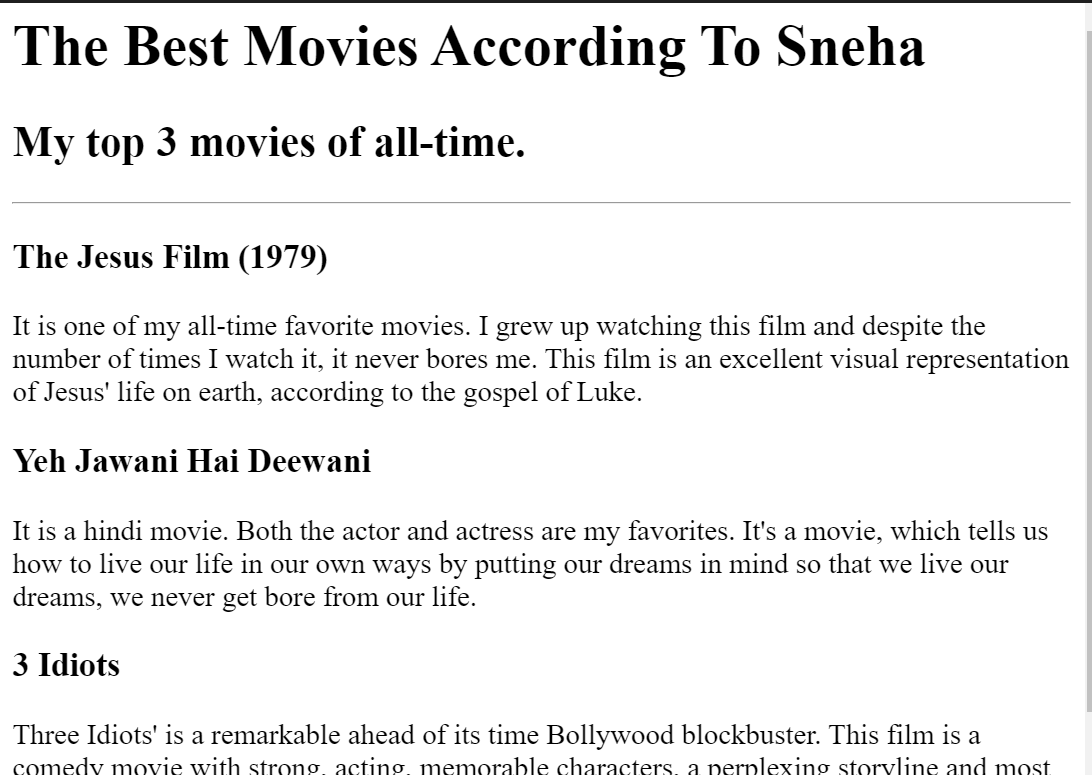 The Best Movies According To Sneha
My top 3 movies of all-time.
The Jesus Film (1979)
It is one of my all-time favorite movies. I grew up watching this film and despite the
number of times I watch it, it never bores me. This film is an excellent visual representation
of Jesus' life on earth, according to the gospel of Luke.
Yeh Jawani Hai Deewani
It is a hindi movie. Both the actor and actress are my favorites. It's a movie, which tells us
how to live our life in our own ways by putting our dreams in mind so that we live our
dreams, we never get bore from our life.
3 Idiots
Three Idiots' is a remarkable ahead of its time Bollywood blockbuster. This film is a
comedy movie with strong, acting, memorable characters, a perplexing storyline and most